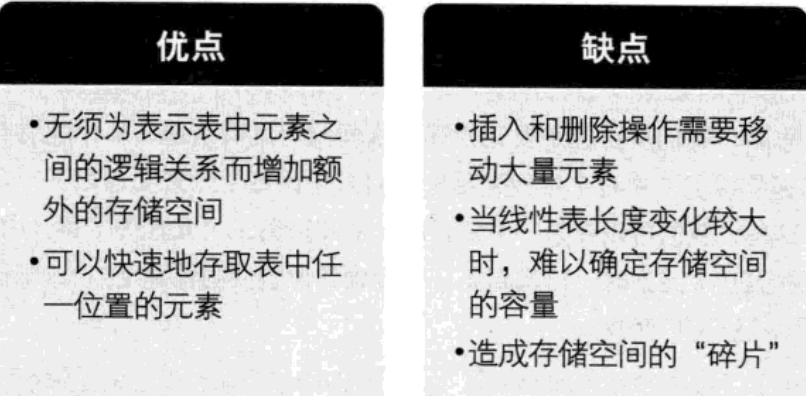 优点
•无须为表示表中元素之
间的逻辑关系而增加额
外的存储空间
•可以快速地存取表中任
一位置的元素
缺点
•插入和删除操作需要移
动大量元素
•当线性表长度变化较大
时，难以确定存储空间
的容量
•造成存储空间的“碎片”